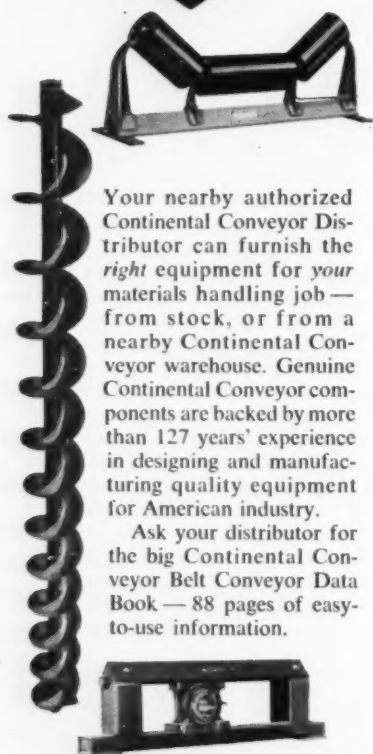 Your nearby authorized
Continental Conveyor Dis-
tributor can furnish the
right equipment for your
materials handling job —
from stock, or from a
nearby Continental Con-
veyor warehouse. Genuine
Continental Conveyor com-
ponents are backed by more
than 127 years' experience
in designing and manufac-
turing quality equipment
for American industry.
Ask your distributor for
the big Continental Con-
veyor Belt Conveyor Data
Book — 88 pages of easy-
to-use information.